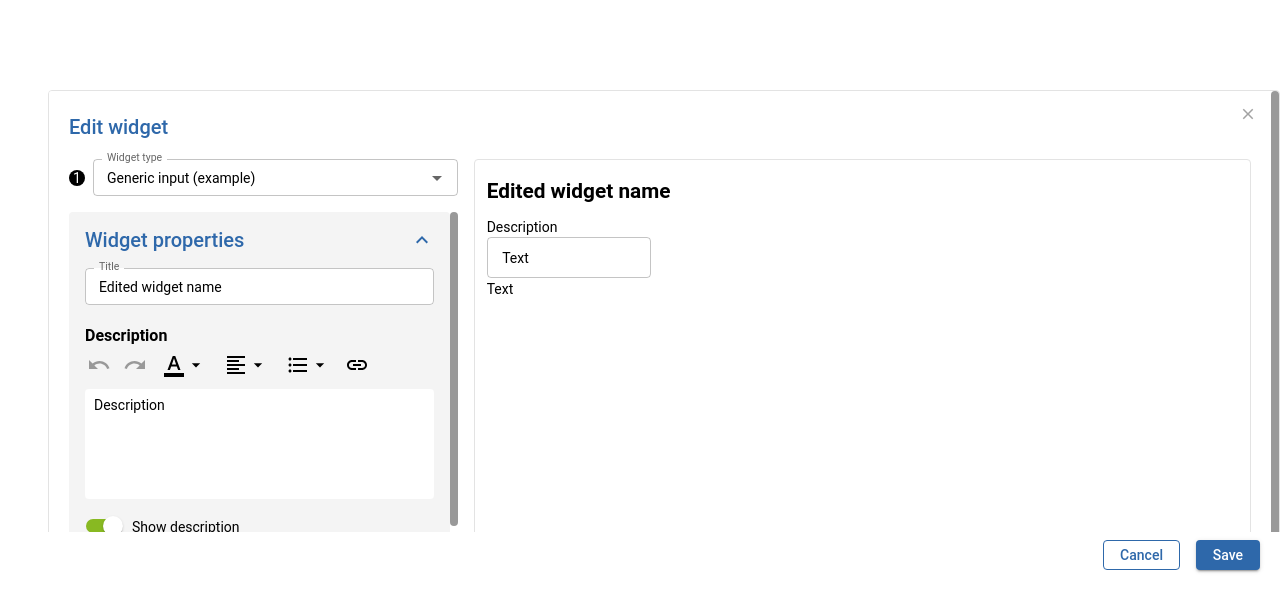 Edit widget
Widget type
1
Generic input (example)
Widget properties
Title
Edited widget name
Description
A
Description
Show description
Edited widget name
Description
Text
Text
Cancel
Save